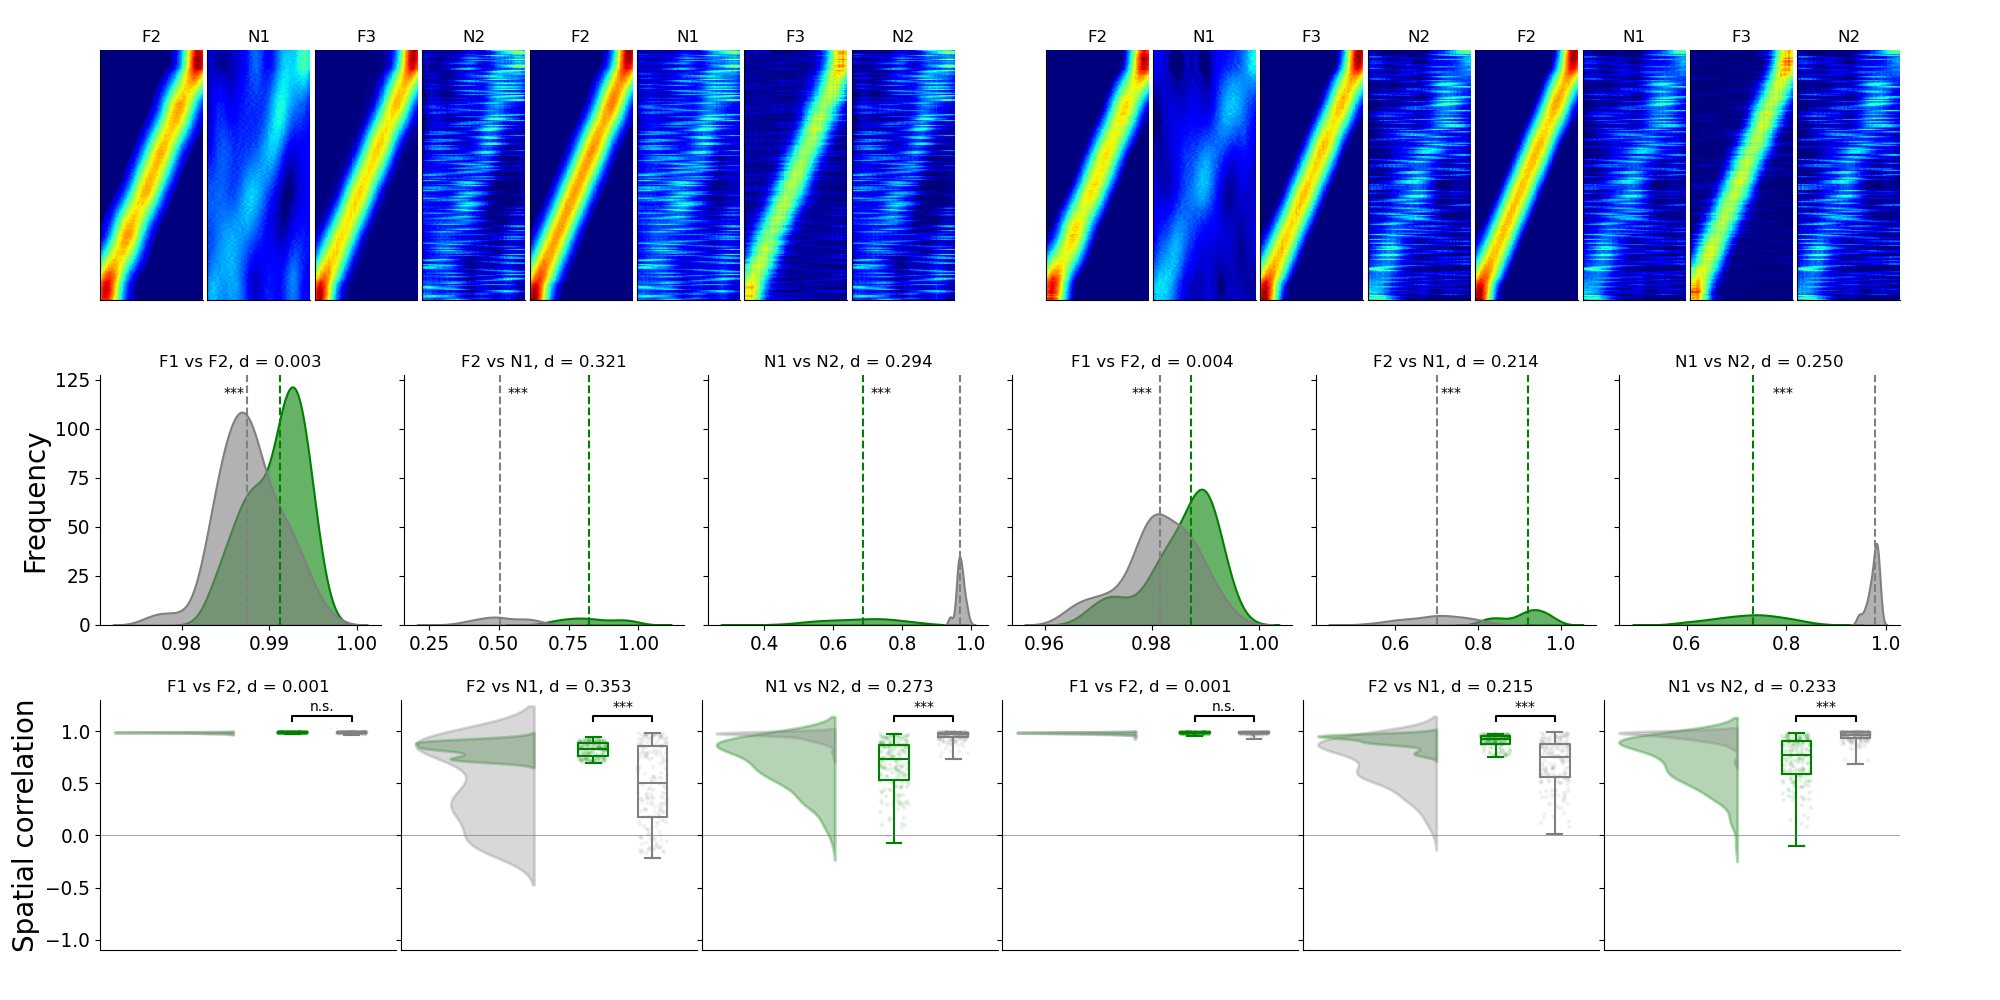 F2 N1 F3 N2 F2 N1 F3 N2 F2 N1 F3 N2 F2 N1 F3 N2
F1 vs F2, d = 0.003 F2 vs N1, d = 0.321 N1 vs N2, d = 0.294 F1 vs F2, d = 0.004 F2 vs N1, d = 0.214 N1 vs N2, d = 0.250
*** *** *** *** *** ***
Frequency
125
100
75
50
25
0
0.98 0.99 1.00 0.25 0.50 0.75 1.00 0.4 0.6 0.8 1.0 0.96 0.98 1.00 0.6 0.8 1.0 0.6 0.8 1.0
F1 vs F2, d = 0.001 F2 vs N1, d = 0.353 N1 vs N2, d = 0.273 F1 vs F2, d = 0.001 F2 vs N1, d = 0.215 N1 vs N2, d = 0.233
n.s. *** *** n.s. *** ***
Spatial correlation
1.0
0.5
0.0
−0.5
−1.0